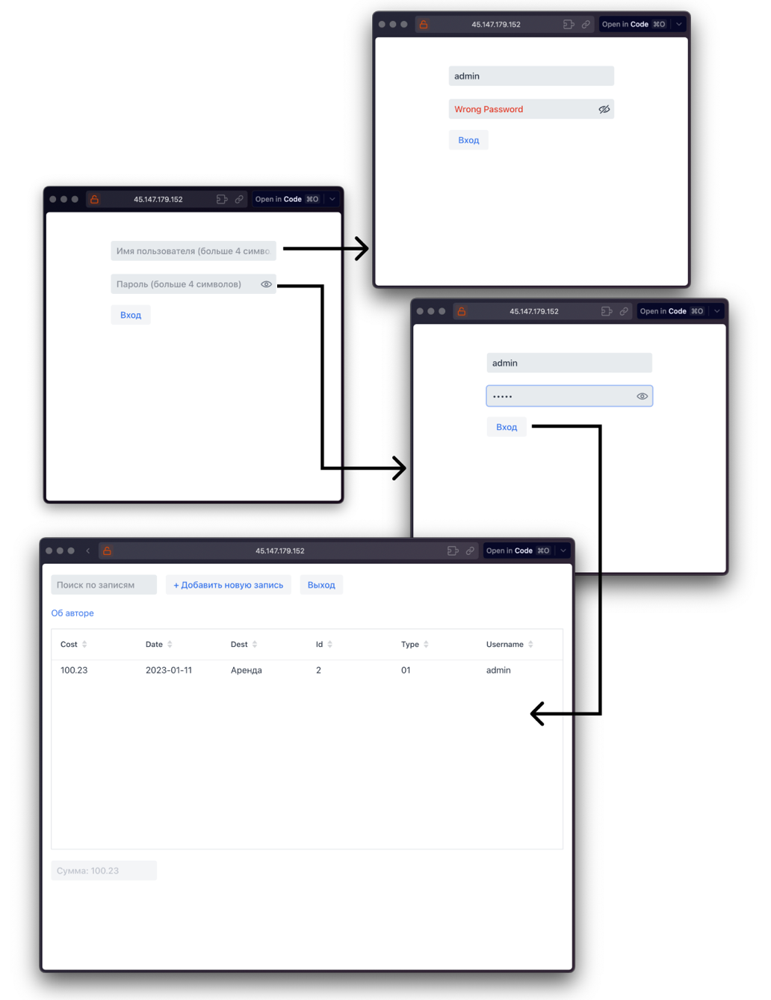 45.147.179.152 Open in Code ⌘O
admin
Wrong Password
Вход
45.147.179.152 Open in Code ⌘O
Имя пользователя (больше 4 симво
Пароль (больше 4 символов)
Вход
45.147.179.152 Open in Code ⌘O
admin
•••••
Вход
45.147.179.152 Open in Code ⌘O
Поиск по записям + Добавить новую запись Выход
Об авторе
Cost Date Dest Id Type Username
100.23 2023-01-11 Аренда 2 01 admin
Сумма: 100.23